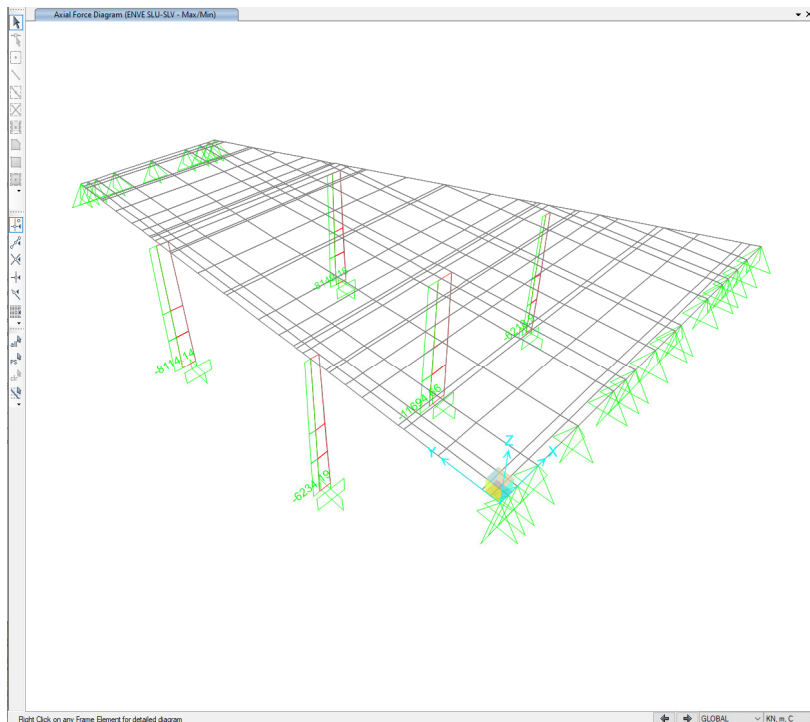 Axial Force Diagram (ENVE SLU-SLV - Max/Min)
-8114.14
-11694.46
-6234.19
Y
Z
X
Right Click on any Frame Element for detailed diagram
GLOBAL
KN, m, C